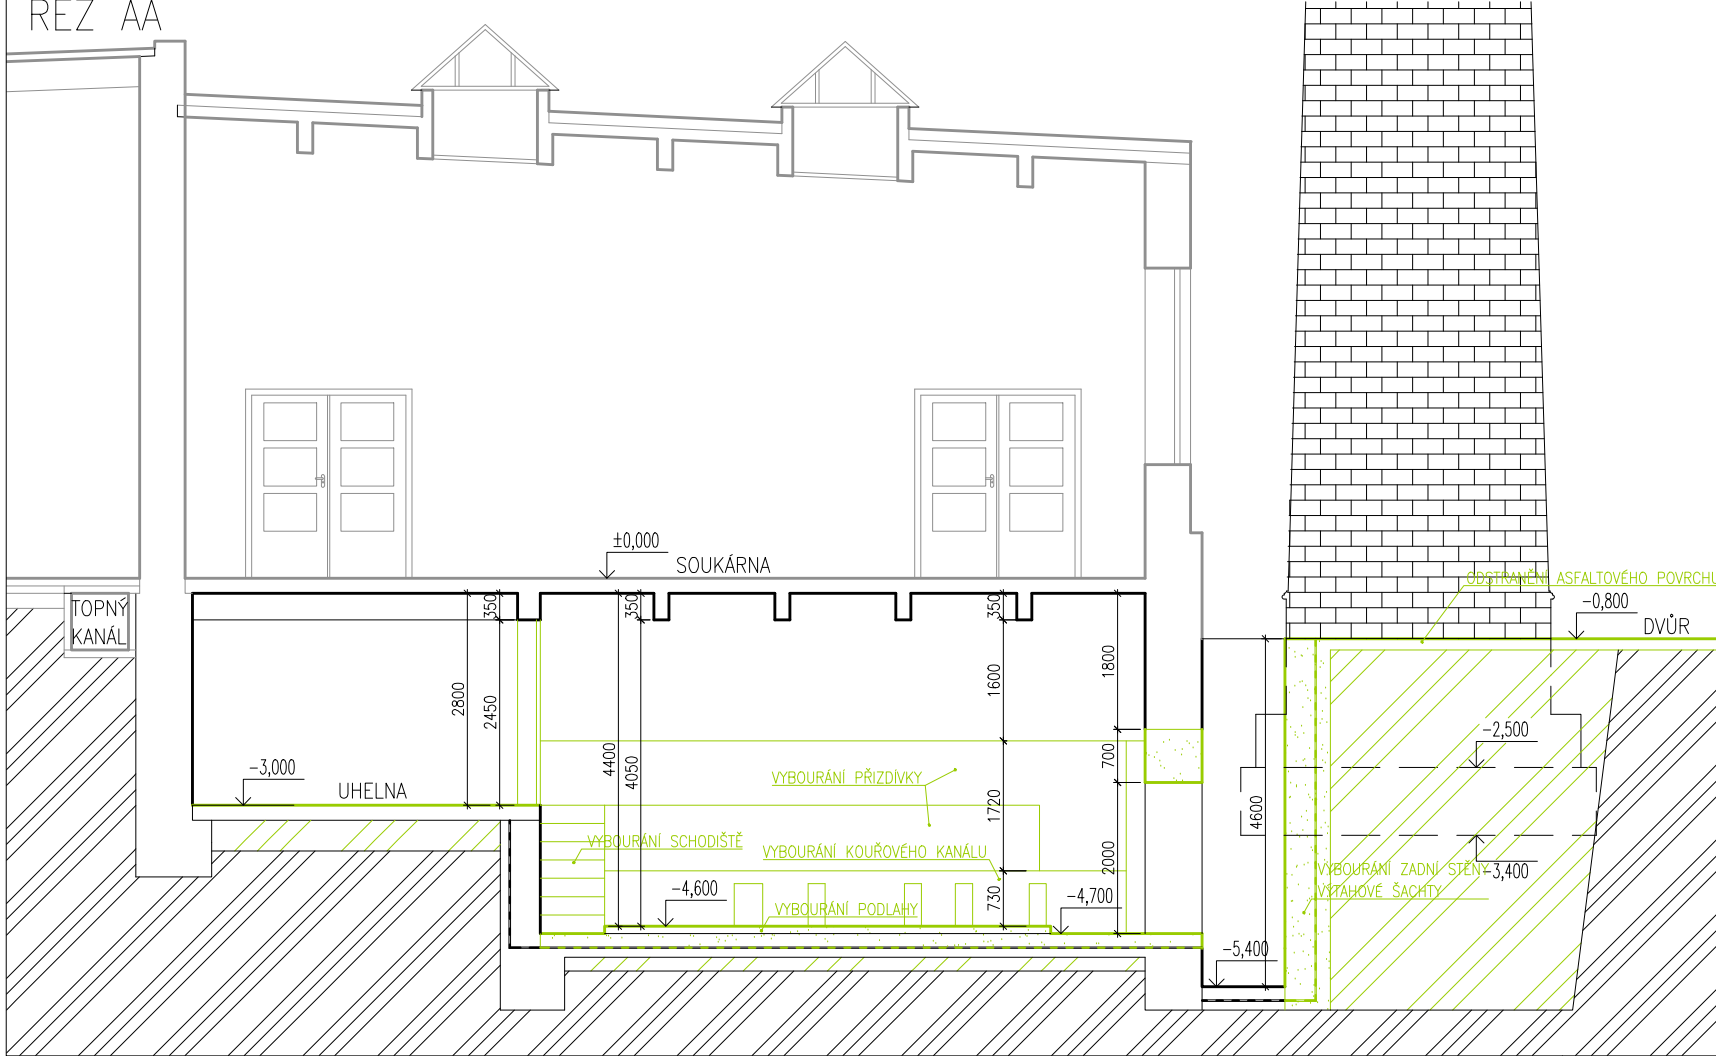 ŘEZ AA
±0,000
SOUKÁRNA
ODSTRANĚNÍ ASFALTOVÉHO POVRCHU
-0,800
DVŮR
TOPNÝ
KANÁL
350
350
350
1800
2800
2450
1600
-2,500
4400
4050
700
-3,000
UHELNA
VYBOURÁNÍ PŘIZDÍVKY
1720
4600
VYBOURÁNÍ SCHODIŠTĚ
VYBOURÁNÍ KOUŘOVÉHO KANÁLU
2000
VYBOURÁNÍ ZADNÍ STĚNY
-3,400
VÝTAHOVÉ ŠACHTY
-4,600
730
-4,700
VYBOURÁNÍ PODLAHY
-5,400